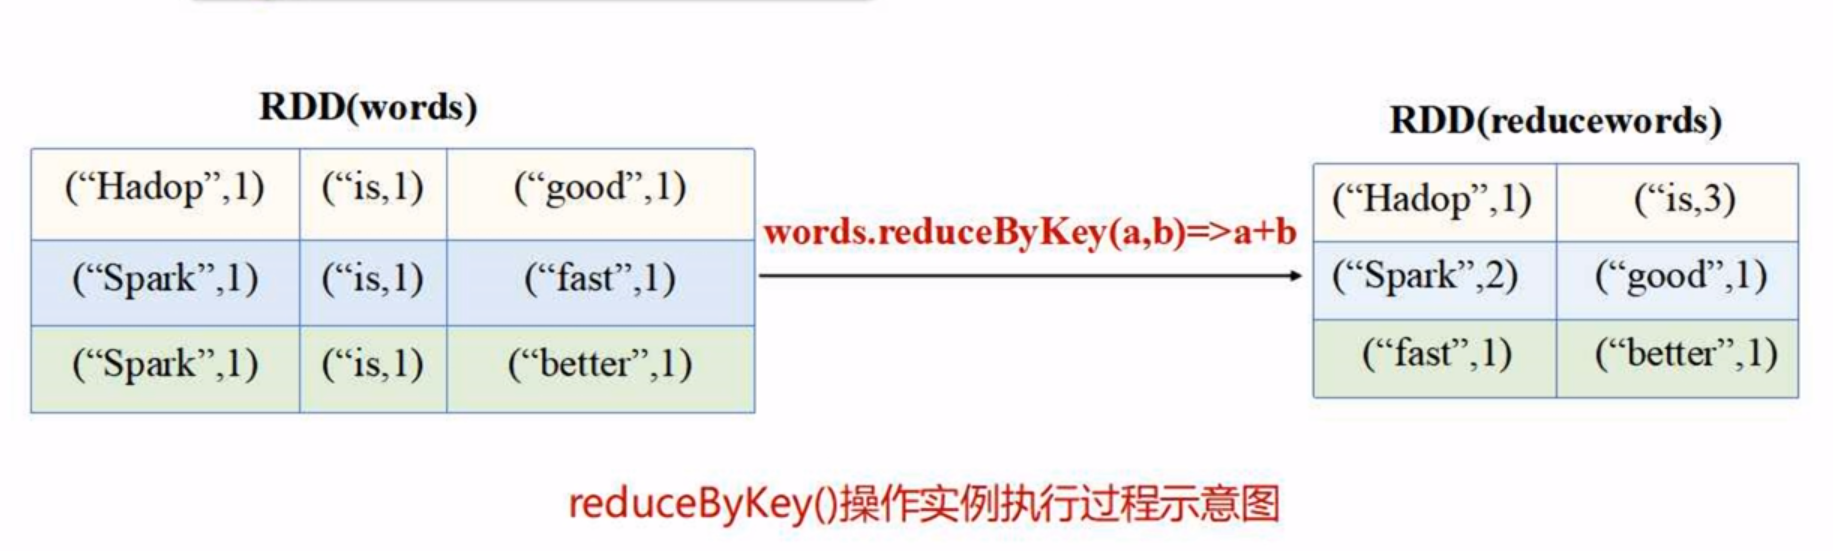 RDD(words)
RDD(reducewords)
(“Hadop”,1) (“is,1) (“good”,1)
(“Spark”,1) (“is,1) (“fast”,1)
(“Spark”,1) (“is,1) (“better”,1)
words.reduceByKey(a,b)=>a+b
(“Hadop”,1) (“is,3)
(“Spark”,2) (“good”,1)
(“fast”,1) (“better”,1)
reduceByKey()操作实例执行过程示意图